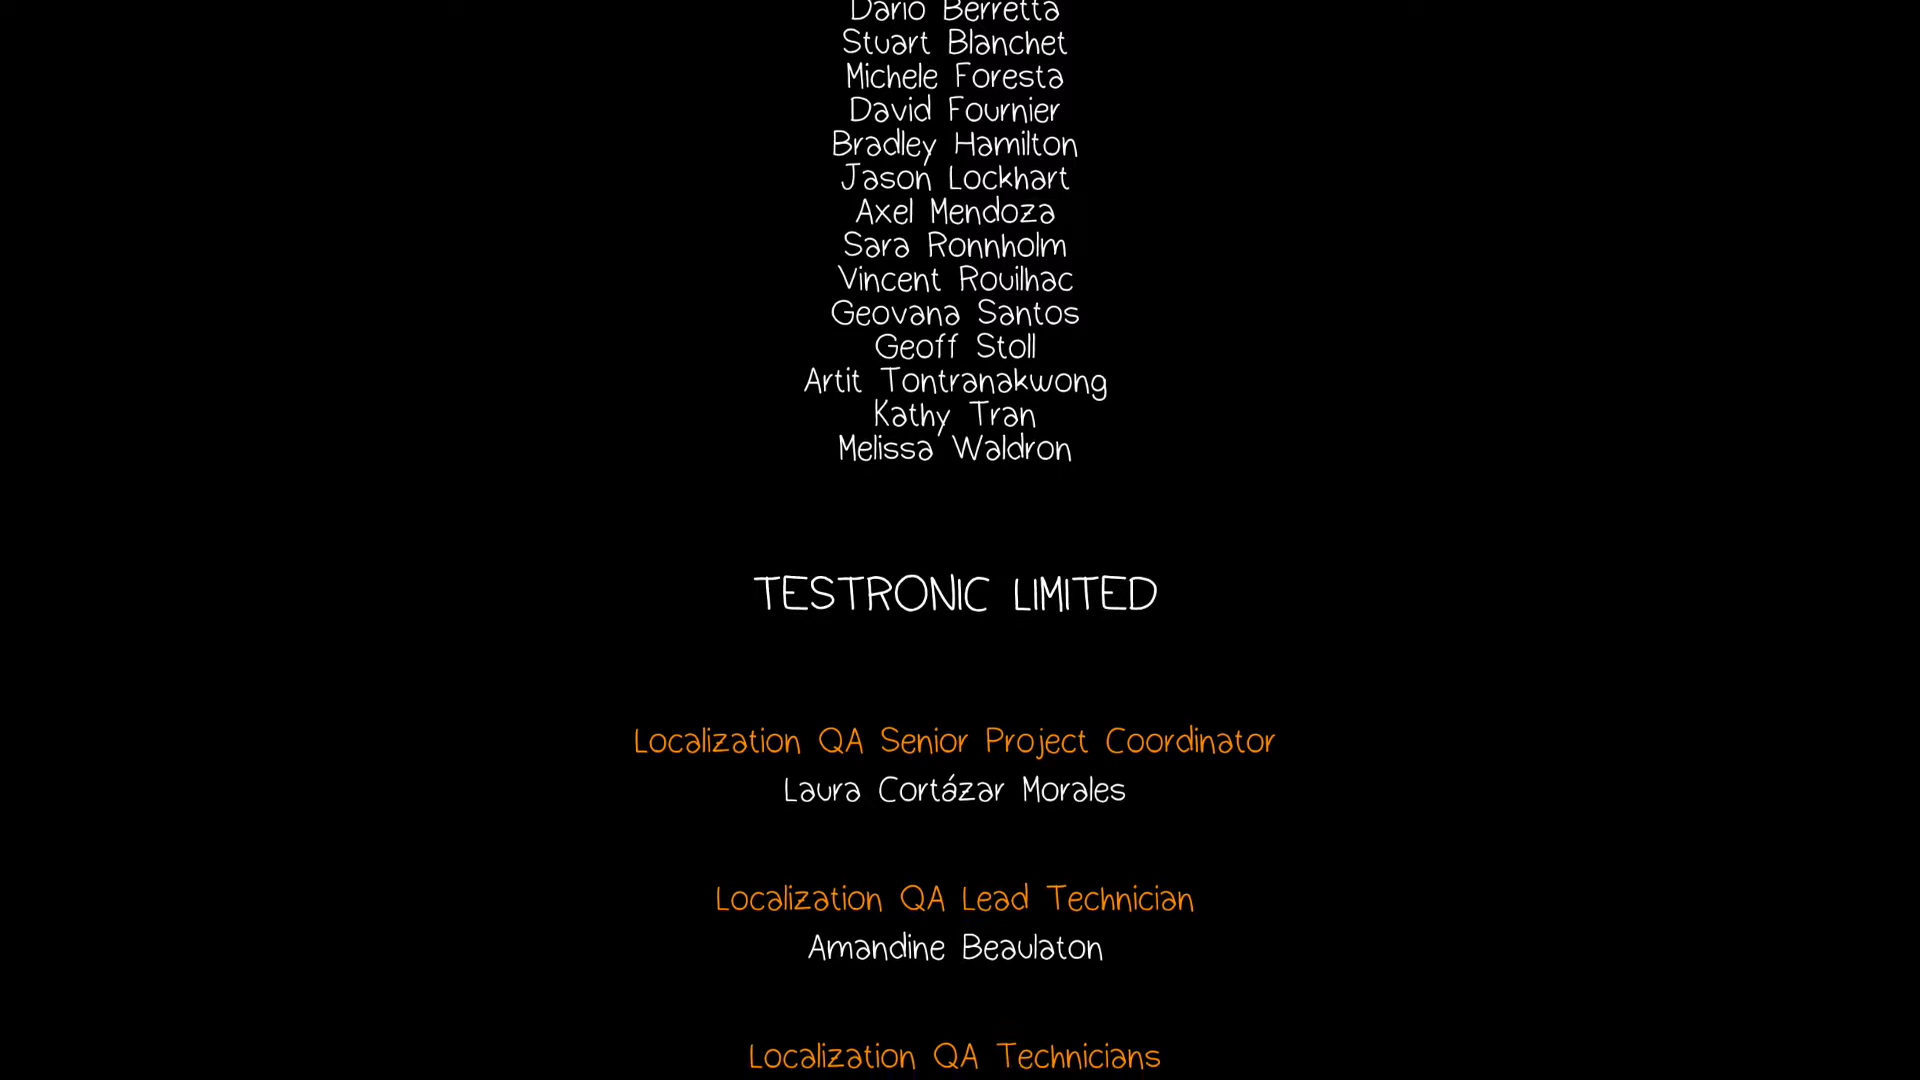 Dario Berretta
Stuart Blanchet
Michele Foresta
David Fournier
Bradley Hamilton
Jason Lockhart
Axel Mendoza
Sara Ronnholm
Vincent Rouilhac
Geovana Santos
Geoff Stoll
Artit Tontranakwong
Kathy Tran
Melissa Waldron
TESTRONIC LIMITED
Localization QA Senior Project Coordinator
Laura Cortázar Morales
Localization QA Lead Technician
Amandine Beaulaton
Localization QA Technicians